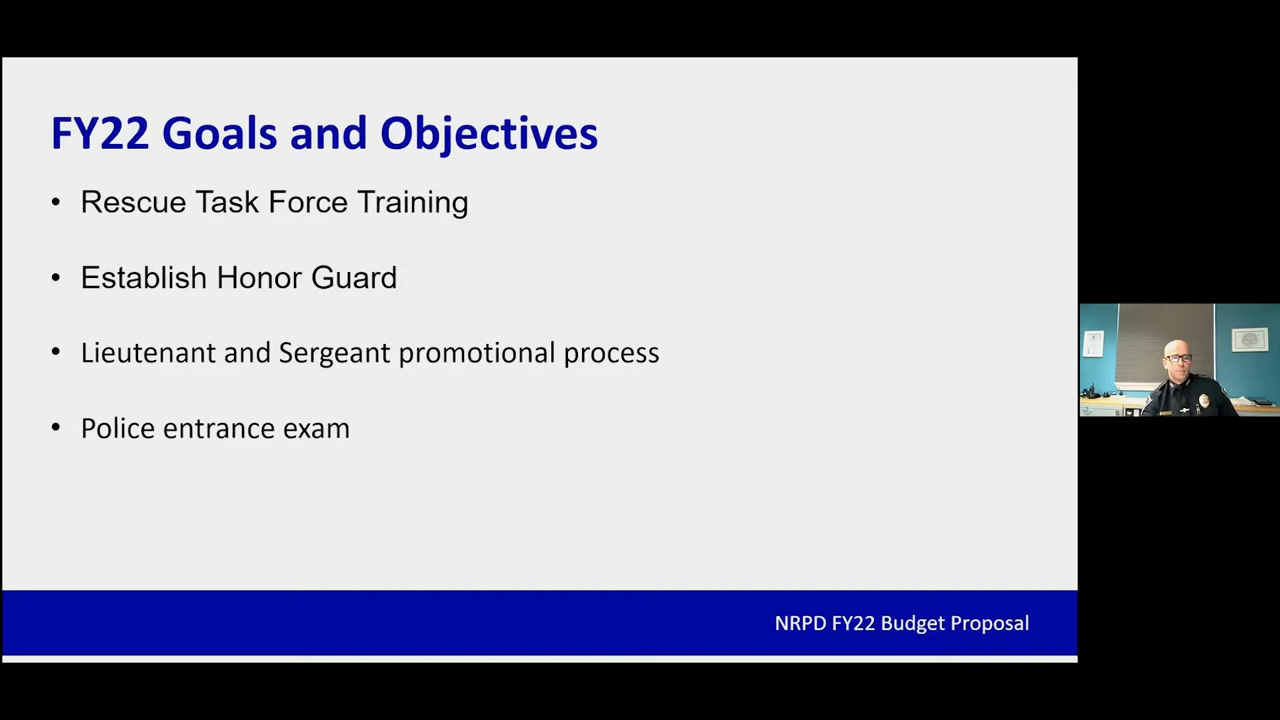 FY22 Goals and Objectives
• Rescue Task Force Training
• Establish Honor Guard
• Lieutenant and Sergeant promotional process
• Police entrance exam
NRPD FY22 Budget Proposal